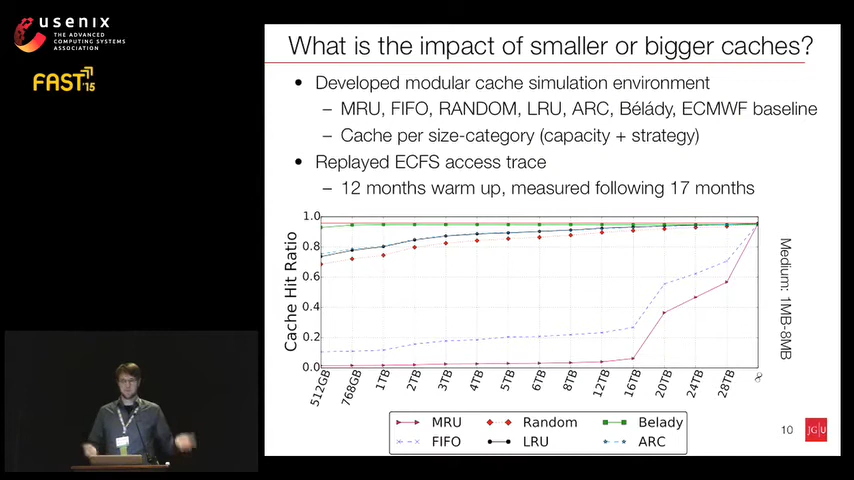 usenix
THE ADVANCED
COMPUTING SYSTEMS
ASSOCIATION
FAST'15
What is the impact of smaller or bigger caches?
• Developed modular cache simulation environment
– MRU, FIFO, RANDOM, LRU, ARC, Bélády, ECMWF baseline
– Cache per size-category (capacity + strategy)
• Replayed ECFS access trace
– 12 months warm up, measured following 17 months
Cache Hit Ratio
1.0
0.8
0.6
0.4
0.2
0.0
512GB 768GB 1TB 2TB 3TB 4TB 5TB 6TB 8TB 12TB 16TB 20TB 24TB 28TB ∞
Medium: 1MB-8MB
MRU Random Belady
FIFO LRU ARC
10
JG|U